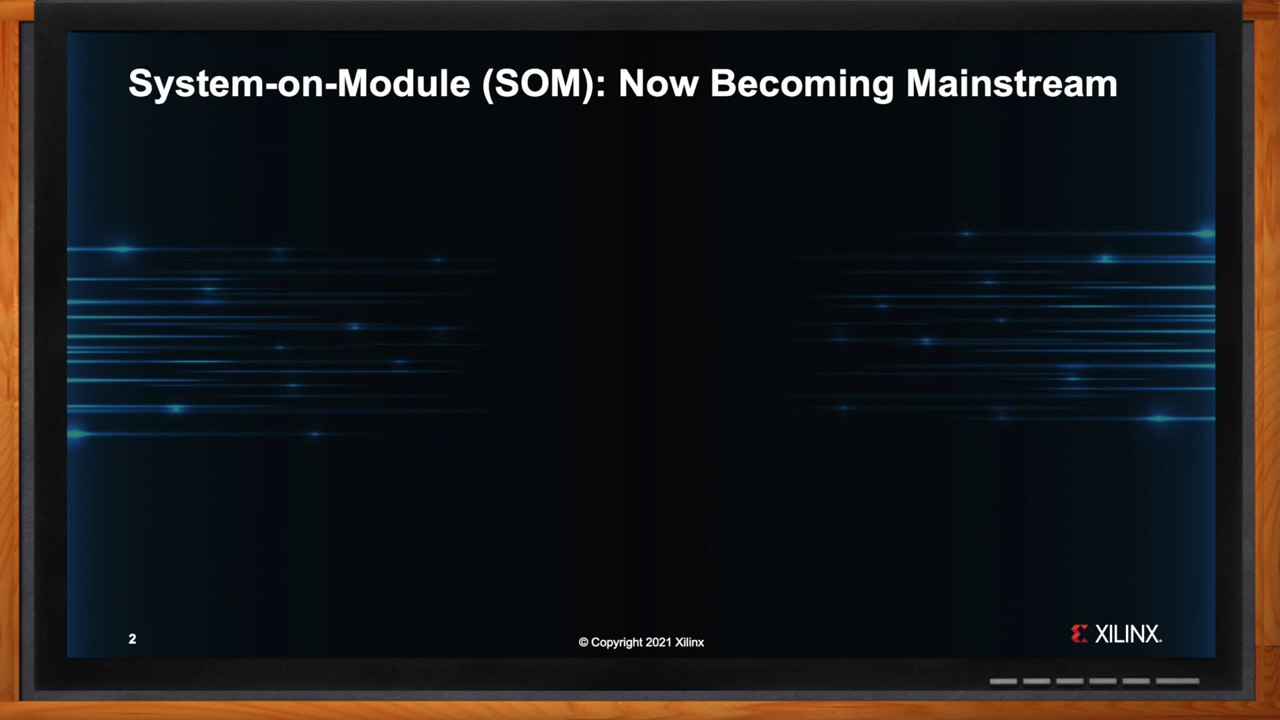 System-on-Module (SOM): Now Becoming Mainstream
2
© Copyright 2021 Xilinx
XILINX.